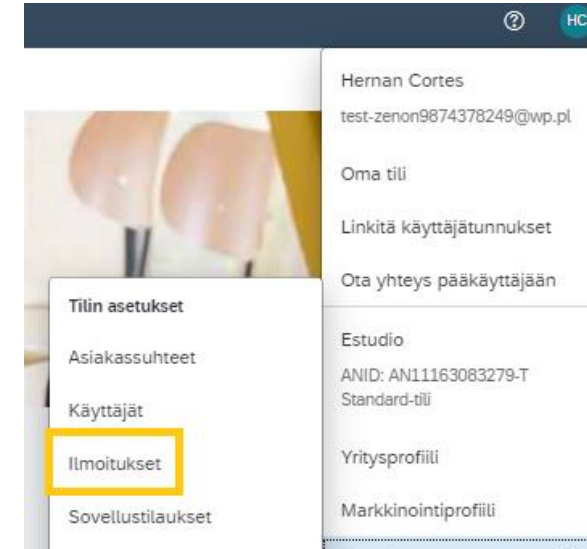 HC
Hernan Cortes
test-zenon9874378249@wp.pl
Oma tili
Linkitä käyttäjätunnukset
Ota yhteys pääkäyttäjään
Estudio
ANID: AN11163083279-T
Standard-tili
Yritysprofiili
Markkinointiprofiili
Tilin asetukset
Asiakassuhteet
Käyttäjät
Ilmoitukset
Sovellustilaukset